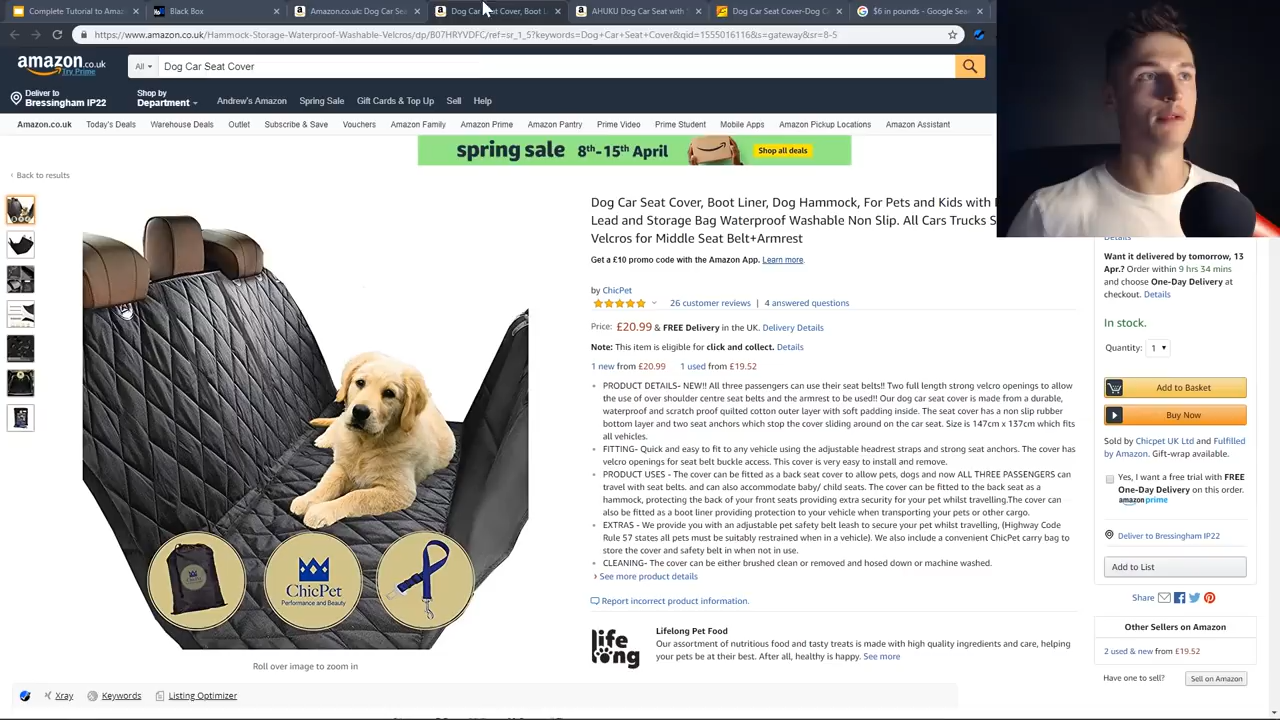 Complete Tutorial to Amaz
Black Box
Amazon.co.uk: Dog Car Se
Dog Car Seat Cover, Boot L
AHUKU Dog Car Seat with
Dog Car Seat Cover-Dog C
$6 in pounds - Google Sea
https://www.amazon.co.uk/Hammock-Storage-Waterproof-Washable-Velcros/dp/B07HRYVDFC/ref=sr_1_5?keywords=Dog+Car+Seat+Cover&qid=1555016116&s=gateway&sr=8-5
amazon.co.uk
Try Prime
All
Dog Car Seat Cover
Deliver to
Bressingham IP22
Shop by
Department
Andrew's Amazon
Spring Sale
Gift Cards & Top Up
Sell
Help
Amazon.co.uk
Today's Deals
Warehouse Deals
Outlet
Subscribe & Save
Vouchers
Amazon Family
Amazon Prime
Amazon Pantry
Prime Video
Prime Student
Mobile Apps
Amazon Pickup Locations
Amazon Assistant
spring sale 8th-15th April
Shop all deals
‹ Back to results
Dog Car Seat Cover, Boot Liner, Dog Hammock, For Pets and Kids with
Lead and Storage Bag Waterproof Washable Non Slip. All Cars Trucks S
Velcros for Middle Seat Belt+Armrest
Get a £10 promo code with the Amazon App. Learn more.
by ChicPet
26 customer reviews | 4 answered questions
Price: £20.99 & FREE Delivery in the UK. Delivery Details
Note: This item is eligible for click and collect. Details
1 new from £20.99 1 used from £19.52
PRODUCT DETAILS- NEW!! All three passengers can use their seat belts!! Two full length strong velcro openings to allow
the use of over shoulder centre seat belts and the armrest to be used!! Our dog car seat cover is made from a durable,
waterproof and scratch proof quilted cotton outer layer with soft padding inside. The seat cover has a non slip rubber
bottom layer and two seat anchors which stop the cover sliding around on the car seat. Size is 147cm x 137cm which fits
all vehicles.
FITTING- Quick and easy to fit to any vehicle using the adjustable headrest straps and strong seat anchors. The cover has
velcro openings for seat belt buckle access. This cover is very easy to install and remove.
PRODUCT USES - The cover can be fitted as a back seat cover to allow pets, dogs and now ALL THREE PASSENGERS can
travel with seat belts. and can also accommodate baby/ child seats. The cover can be fitted to the back seat as a
hammock, protecting the back of your front seats providing extra security for your pet whilst travelling.The cover can
also be fitted as a boot liner providing protection to your vehicle when transporting your pets or other cargo.
EXTRAS - We provide you with an adjustable pet safety belt leash to secure your pet whilst travelling, (Highway Code
Rule 57 states all pets must be suitably restrained when in a vehicle). We also include a convenient ChicPet carry bag to
store the cover and safety belt in when not in use.
CLEANING- The cover can be either brushed clean or removed and hosed down or machine washed.
› See more product details
Report incorrect product information.
life
long
Lifelong Pet Food
Our assortment of nutritious food and tasty treats is made with high quality ingredients and care, helping
your pets be at their best. After all, healthy is happy. See more
ChicPet
Performance and Beauty
Roll over image to zoom in
Xray
Keywords
Listing Optimizer
Details
Want it delivered by tomorrow, 13
Apr.? Order within 9 hrs 34 mins
and choose One-Day Delivery at
checkout. Details
In stock.
Quantity: 1
Add to Basket
Buy Now
Sold by Chicpet UK Ltd and Fulfilled
by Amazon. Gift-wrap available.
Yes, I want a free trial with FREE
One-Day Delivery on this order.
amazon prime
Deliver to Bressingham IP22
Add to List
Share
Other Sellers on Amazon
2 used & new from £19.52
Have one to sell?
Sell on Amazon